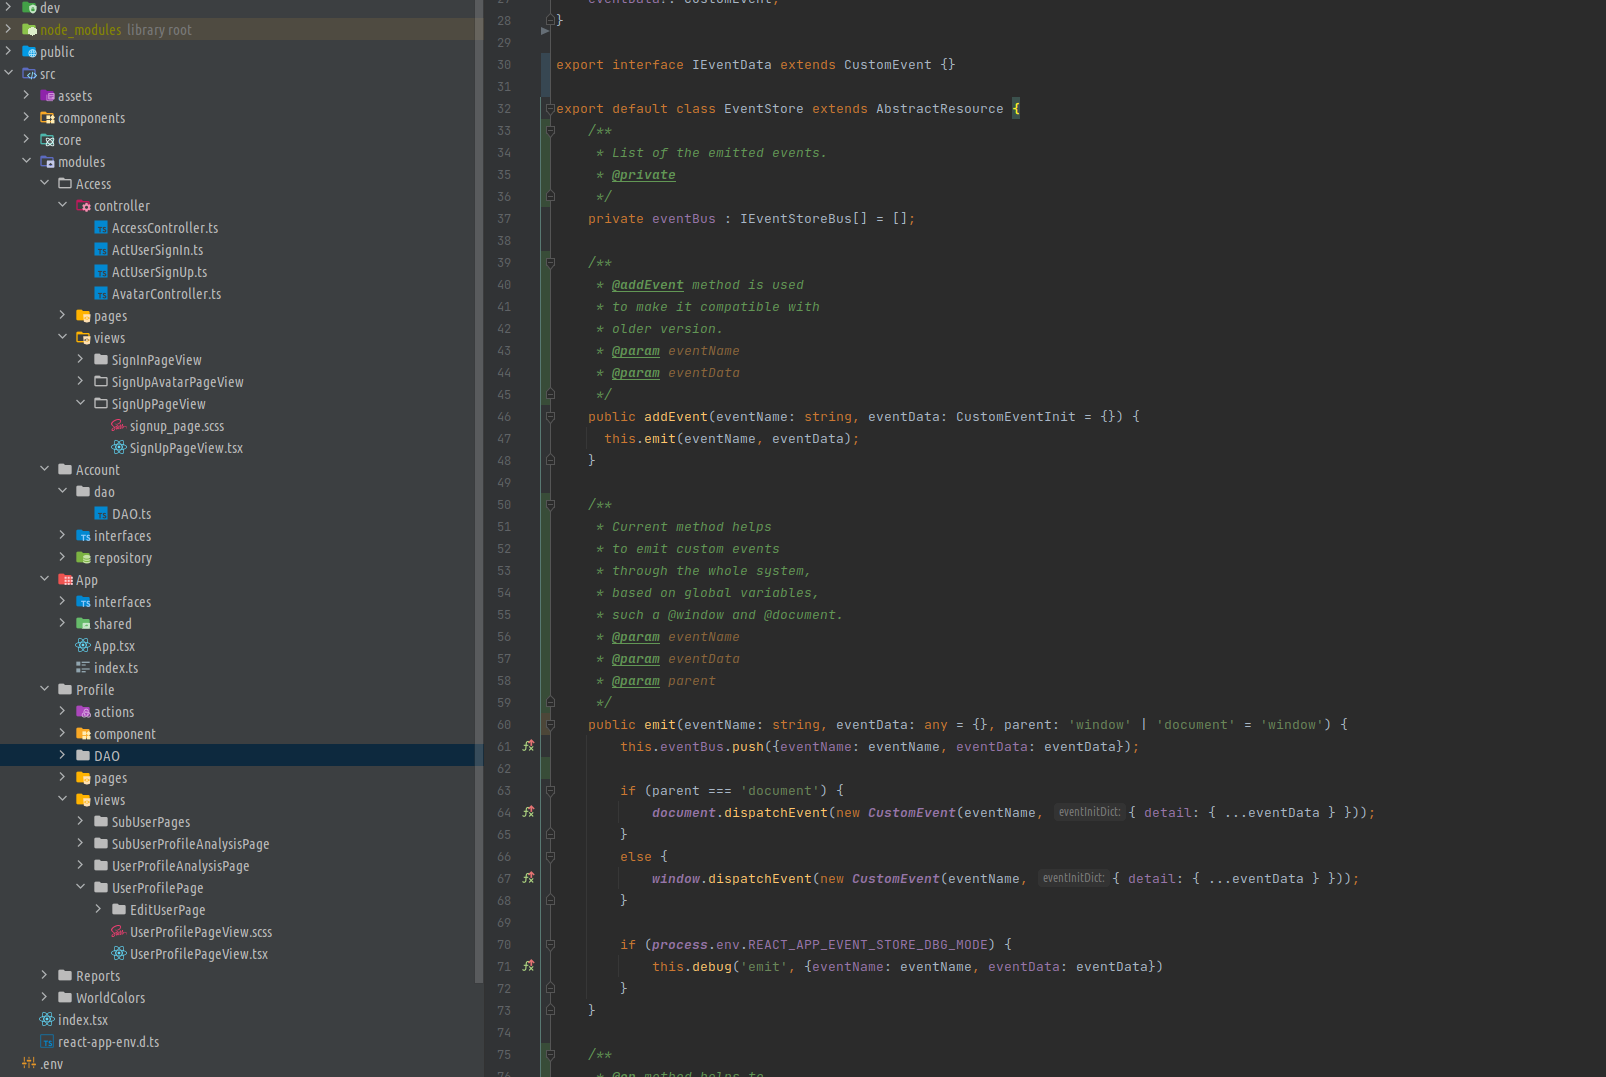 dev
node_modules library root
public
src
assets
components
core
modules
Access
controller
AccessController.ts
ActUserSignIn.ts
ActUserSignUp.ts
AvatarController.ts
pages
views
SignInPageView
SignUpAvatarPageView
SignUpPageView
signup_page.scss
SignUpPageView.tsx
Account
dao
DAO.ts
interfaces
repository
App
interfaces
shared
App.tsx
index.ts
Profile
actions
component
DAO
pages
views
SubUserPages
SubUserProfileAnalysisPage
UserProfileAnalysisPage
UserProfilePage
EditUserPage
UserProfilePageView.scss
UserProfilePageView.tsx
Reports
WorldColors
index.tsx
react-app-env.d.ts
.env
27 eventData?: CustomEvent;
28 }
29
30 export interface IEventData extends CustomEvent {}
31
32 export default class EventStore extends AbstractResource {
33 /**
34 * List of the emitted events.
35 * @private
36 */
37 private eventBus : IEventStoreBus[] = [];
38
39 /**
40 * @addEvent method is used
41 * to make it compatible with
42 * older version.
43 * @param eventName
44 * @param eventData
45 */
46 public addEvent(eventName: string, eventData: CustomEventInit = {}) {
47 this.emit(eventName, eventData);
48 }
49
50 /**
51 * Current method helps
52 * to emit custom events
53 * through the whole system,
54 * based on global variables,
55 * such a @window and @document.
56 * @param eventName
57 * @param eventData
58 * @param parent
59 */
60 public emit(eventName: string, eventData: any = {}, parent: 'window' | 'document' = 'window') {
61 this.eventBus.push({eventName: eventName, eventData: eventData});
62
63 if (parent === 'document') {
64 document.dispatchEvent(new CustomEvent(eventName, eventInitDict: { detail: { ...eventData } }));
65 }
66 else {
67 window.dispatchEvent(new CustomEvent(eventName, eventInitDict: { detail: { ...eventData } }));
68 }
69
70 if (process.env.REACT_APP_EVENT_STORE_DBG_MODE) {
71 this.debug('emit', {eventName: eventName, eventData: eventData})
72 }
73 }
74
75 /**
76 * @on method helps to